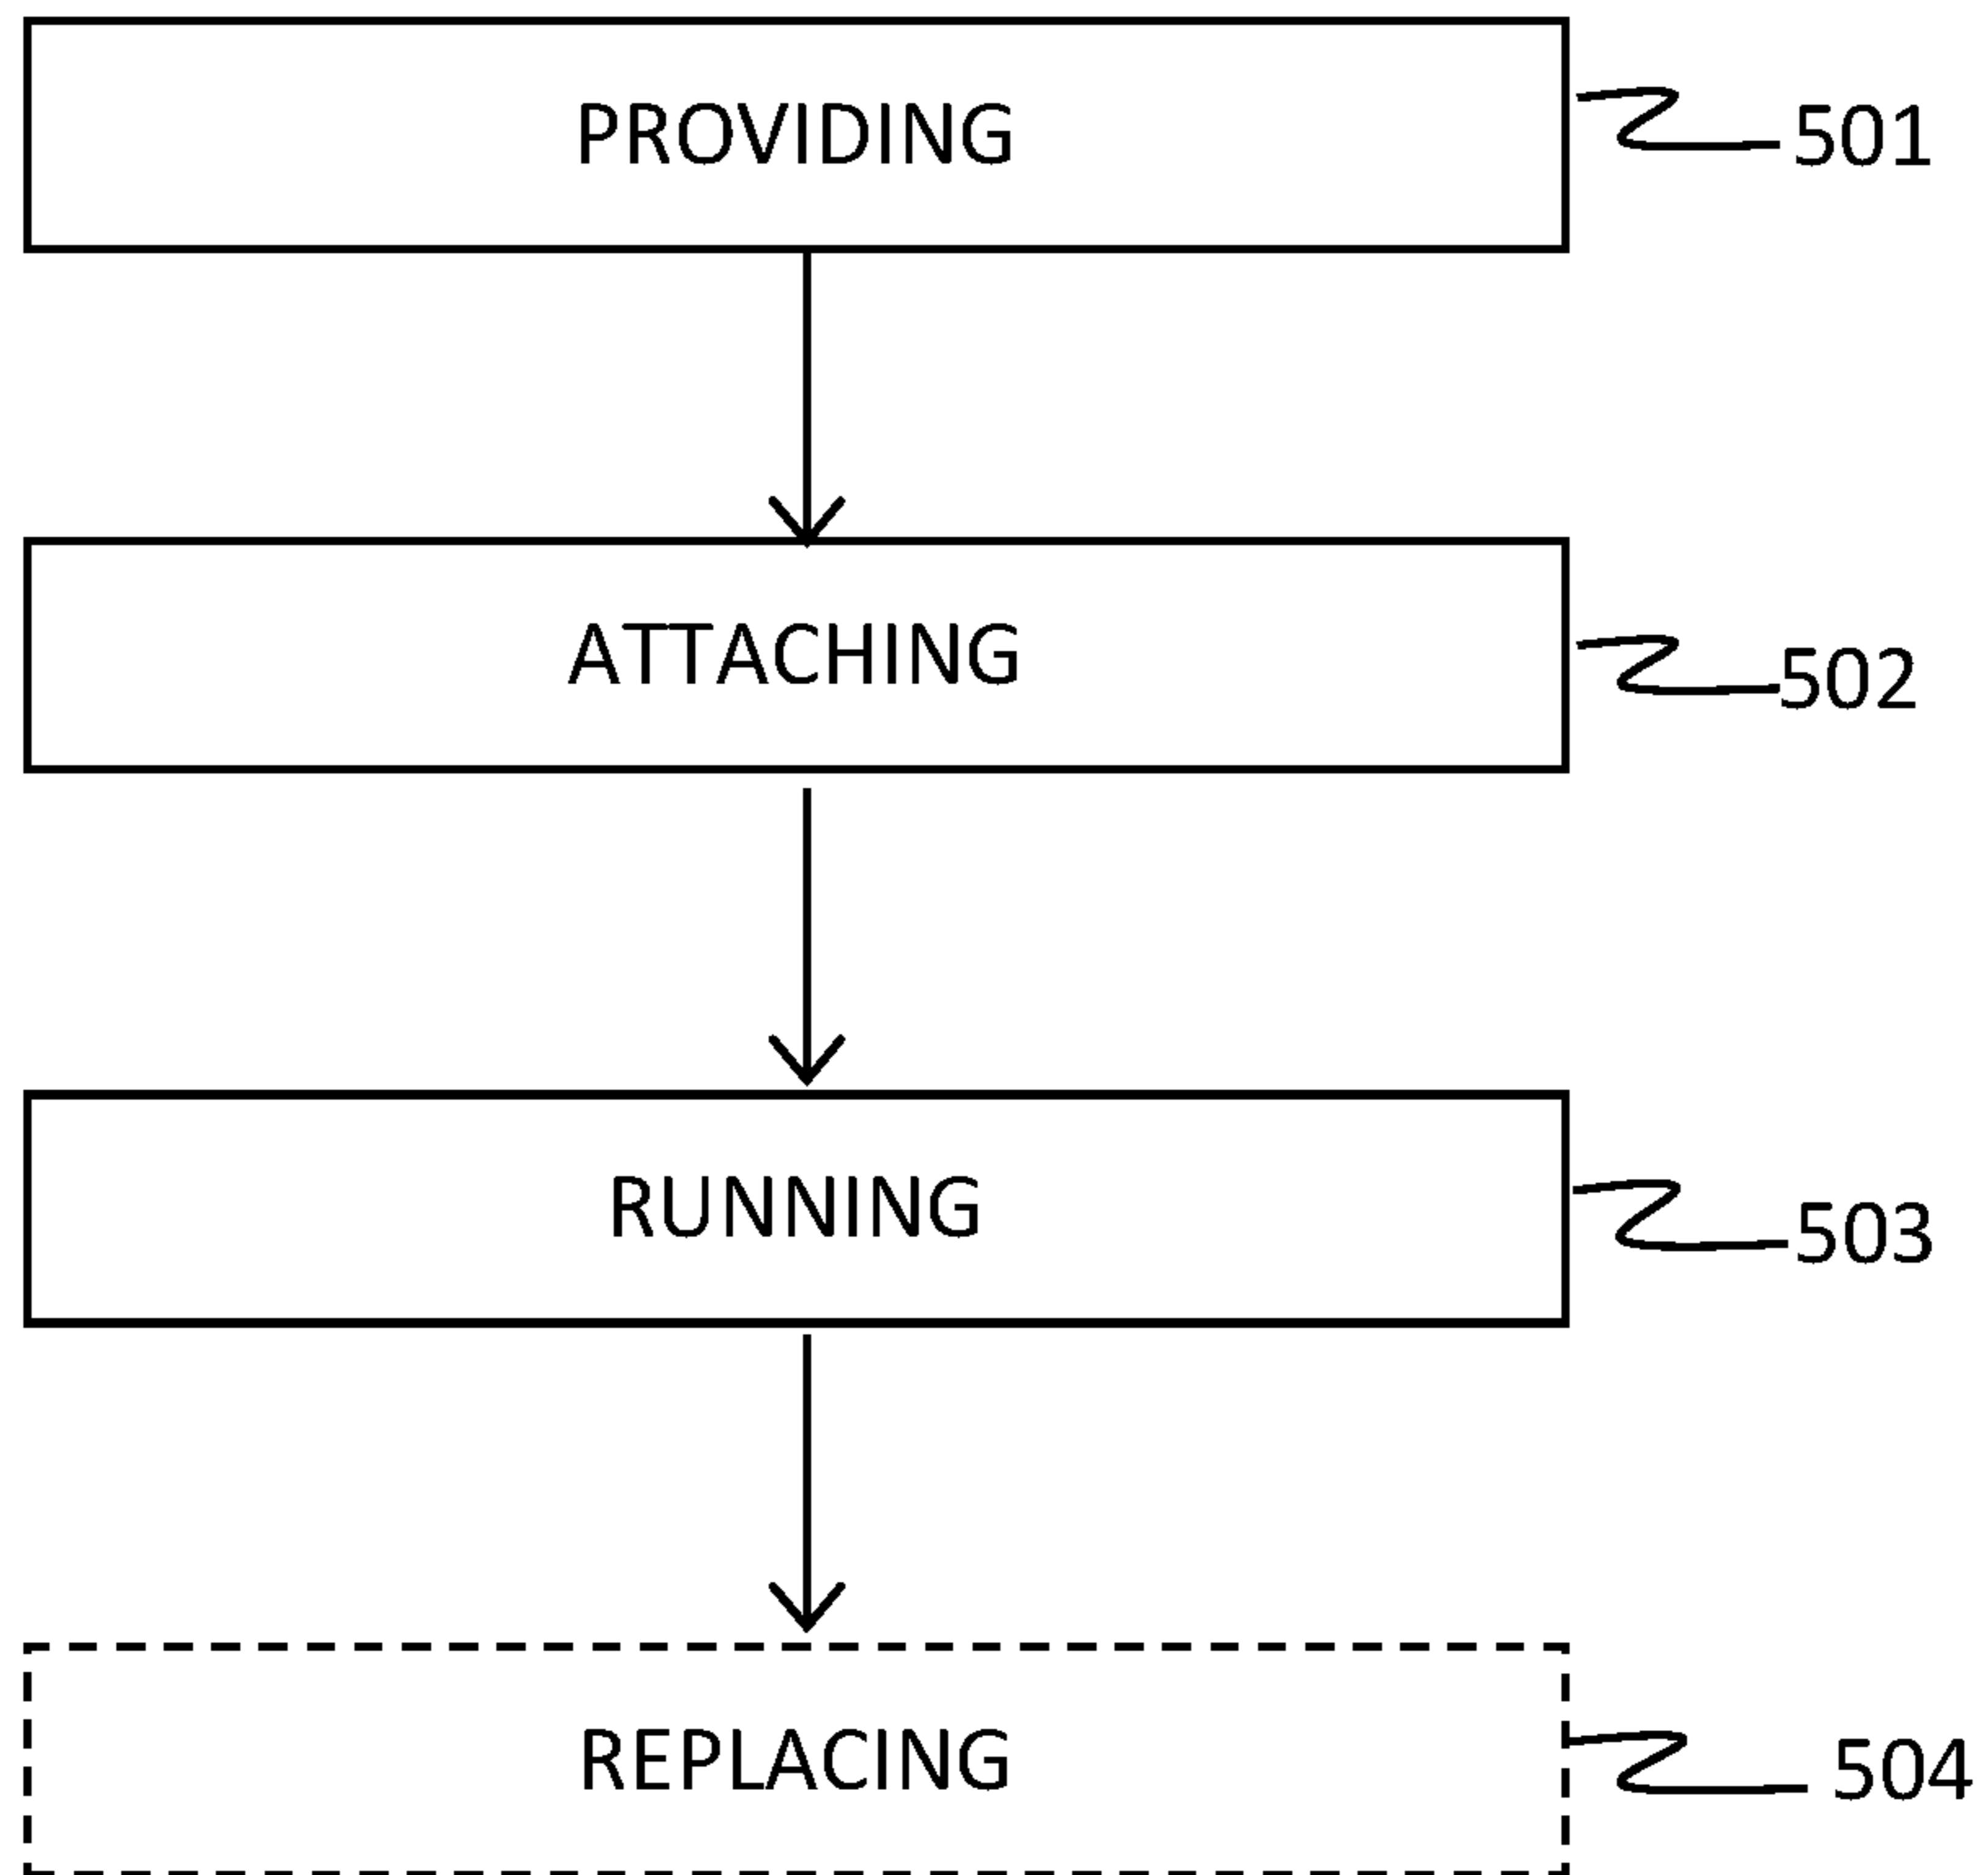 PROVIDING
501
ATTACHING
502
RUNNING
503
REPLACING
504